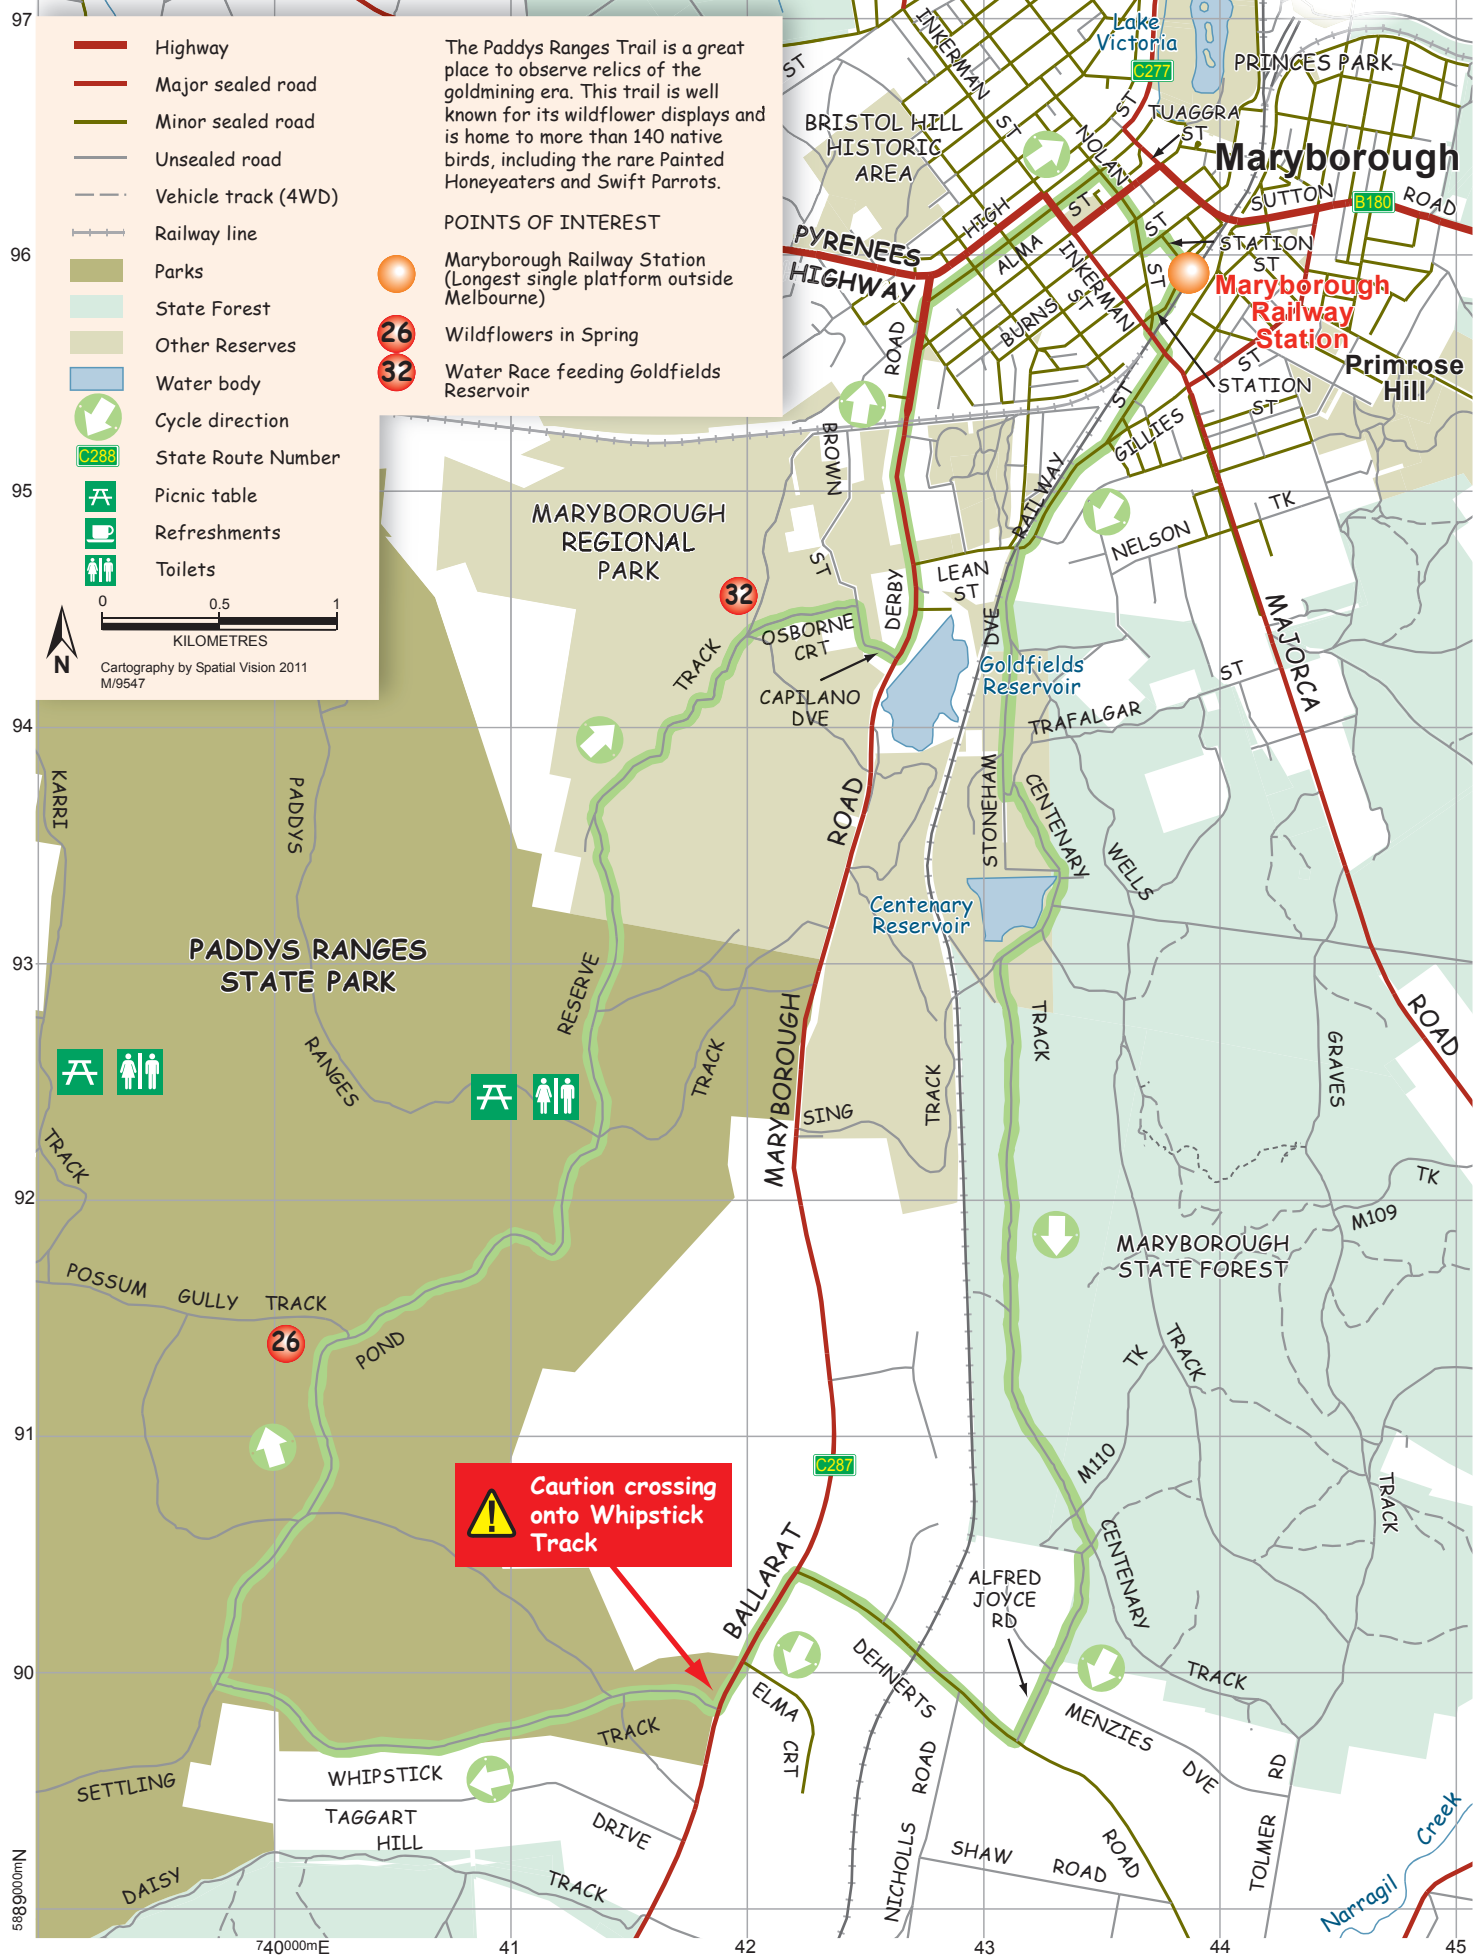 Highway
Major sealed road
Minor sealed road
Unsealed road
Vehicle track (4WD)
Railway line
Parks
State Forest
Other Reserves
Water body
Cycle direction
C288
State Route Number
Picnic table
Refreshments
Toilets
0 0.5 1
KILOMETRES
N
Cartography by Spatial Vision 2011
M/9547
The Paddys Ranges Trail is a great
place to observe relics of the
goldmining era. This trail is well
known for its wildflower displays and
is home to more than 140 native
birds, including the rare Painted
Honeyeaters and Swift Parrots.
POINTS OF INTEREST
Maryborough Railway Station
(Longest single platform outside
Melbourne)
26
Wildflowers in Spring
32
Water Race feeding Goldfields
Reservoir
97
96
95
94
93
92
91
90
5889000mN
740000mE
41
42
43
44
45
ST
INKERMAN
ST
Lake
Victoria
C277
PRINCES PARK
ST
TUAGGRA
ST
BRISTOL HILL
HISTORIC
AREA
NOLAN
ST
Maryborough
SUTTON
B180
ROAD
HIGH
ST
ALMA
PYRENEES
HIGHWAY
INKERMAN
ST
STATION
ST
ST
Maryborough
Railway
Station
BURNS
ROAD
STATION
ST
ST
Primrose
Hill
ST
GILLIES
BROWN
ST
RAILWAY
MARYBOROUGH
REGIONAL
PARK
TK
NELSON
32
LEAN
ST
DERBY
DVE
MAJORCA
OSBORNE
CRT
TRACK
CAPILANO
DVE
Goldfields
Reservoir
ST
TRAFALGAR
KARRI
PADDYS
ROAD
STONEHAM
CENTENARY
WELLS
Centenary
Reservoir
PADDYS RANGES
STATE PARK
RESERVE
MARYBOROUGH
TRACK
ROAD
RANGES
TRACK
TRACK
GRAVES
SING
TRACK
TK
M109
MARYBOROUGH
STATE FOREST
POSSUM
GULLY
TRACK
26
POND
TK
TRACK
M110
C287
TRACK
Caution crossing
onto Whipstick
Track
BALLARAT
CENTENARY
ALFRED
JOYCE
RD
DEHNERTS
ELMA
CRT
TRACK
MENZIES
DVE
RD
TRACK
WHIPSTICK
SETTLING
TAGGART
HILL
DRIVE
ROAD
NICHOLLS
SHAW
ROAD
ROAD
TOLMER
Creek
Narragil
DAISY
TRACK